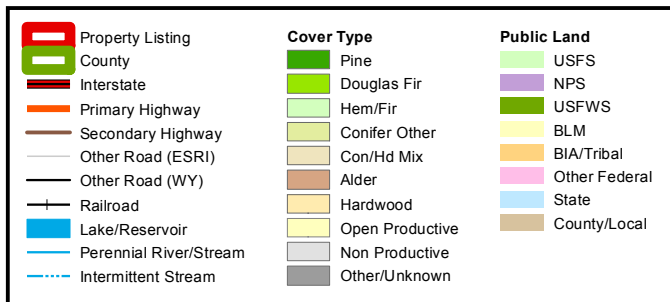 Property Listing
County
Interstate
Primary Highway
Secondary Highway
Other Road (ESRI)
Other Road (WY)
Railroad
Lake/Reservoir
Perennial River/Stream
Intermittent Stream
Cover Type
Pine
Douglas Fir
Hem/Fir
Conifer Other
Con/Hd Mix
Alder
Hardwood
Open Productive
Non Productive
Other/Unknown
Public Land
USFS
NPS
USFWS
BLM
BIA/Tribal
Other Federal
State
County/Local